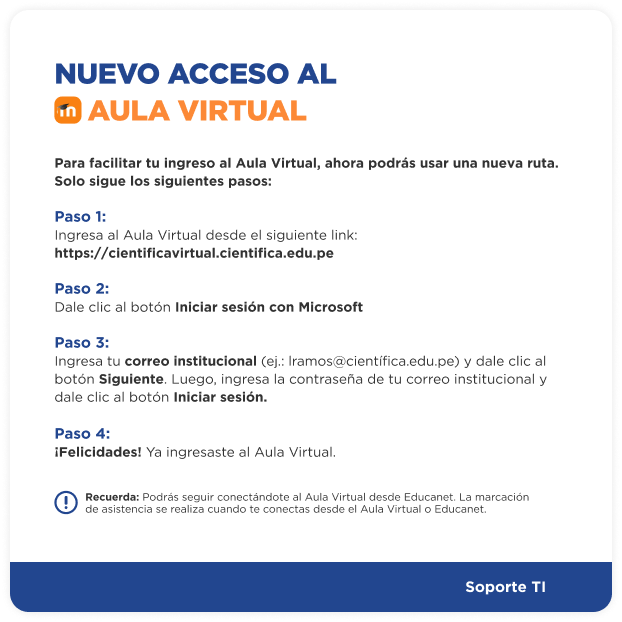 NUEVO ACCESO AL
m AULA VIRTUAL
Para facilitar tu ingreso al Aula Virtual, ahora podrás usar una nueva ruta.
Solo sigue los siguientes pasos:
Paso 1:
Ingresa al Aula Virtual desde el siguiente link:
https://cientificavirtual.cientifica.edu.pe
Paso 2:
Dale clic al botón Iniciar sesión con Microsoft
Paso 3:
Ingresa tu correo institucional (ej.: lramos@científica.edu.pe) y dale clic al
botón Siguiente. Luego, ingresa la contraseña de tu correo institucional y
dale clic al botón Iniciar sesión.
Paso 4:
¡Felicidades! Ya ingresaste al Aula Virtual.
Recuerda: Podrás seguir conectándote al Aula Virtual desde Educanet. La marcación
de asistencia se realiza cuando te conectas desde el Aula Virtual o Educanet.
Soporte TI